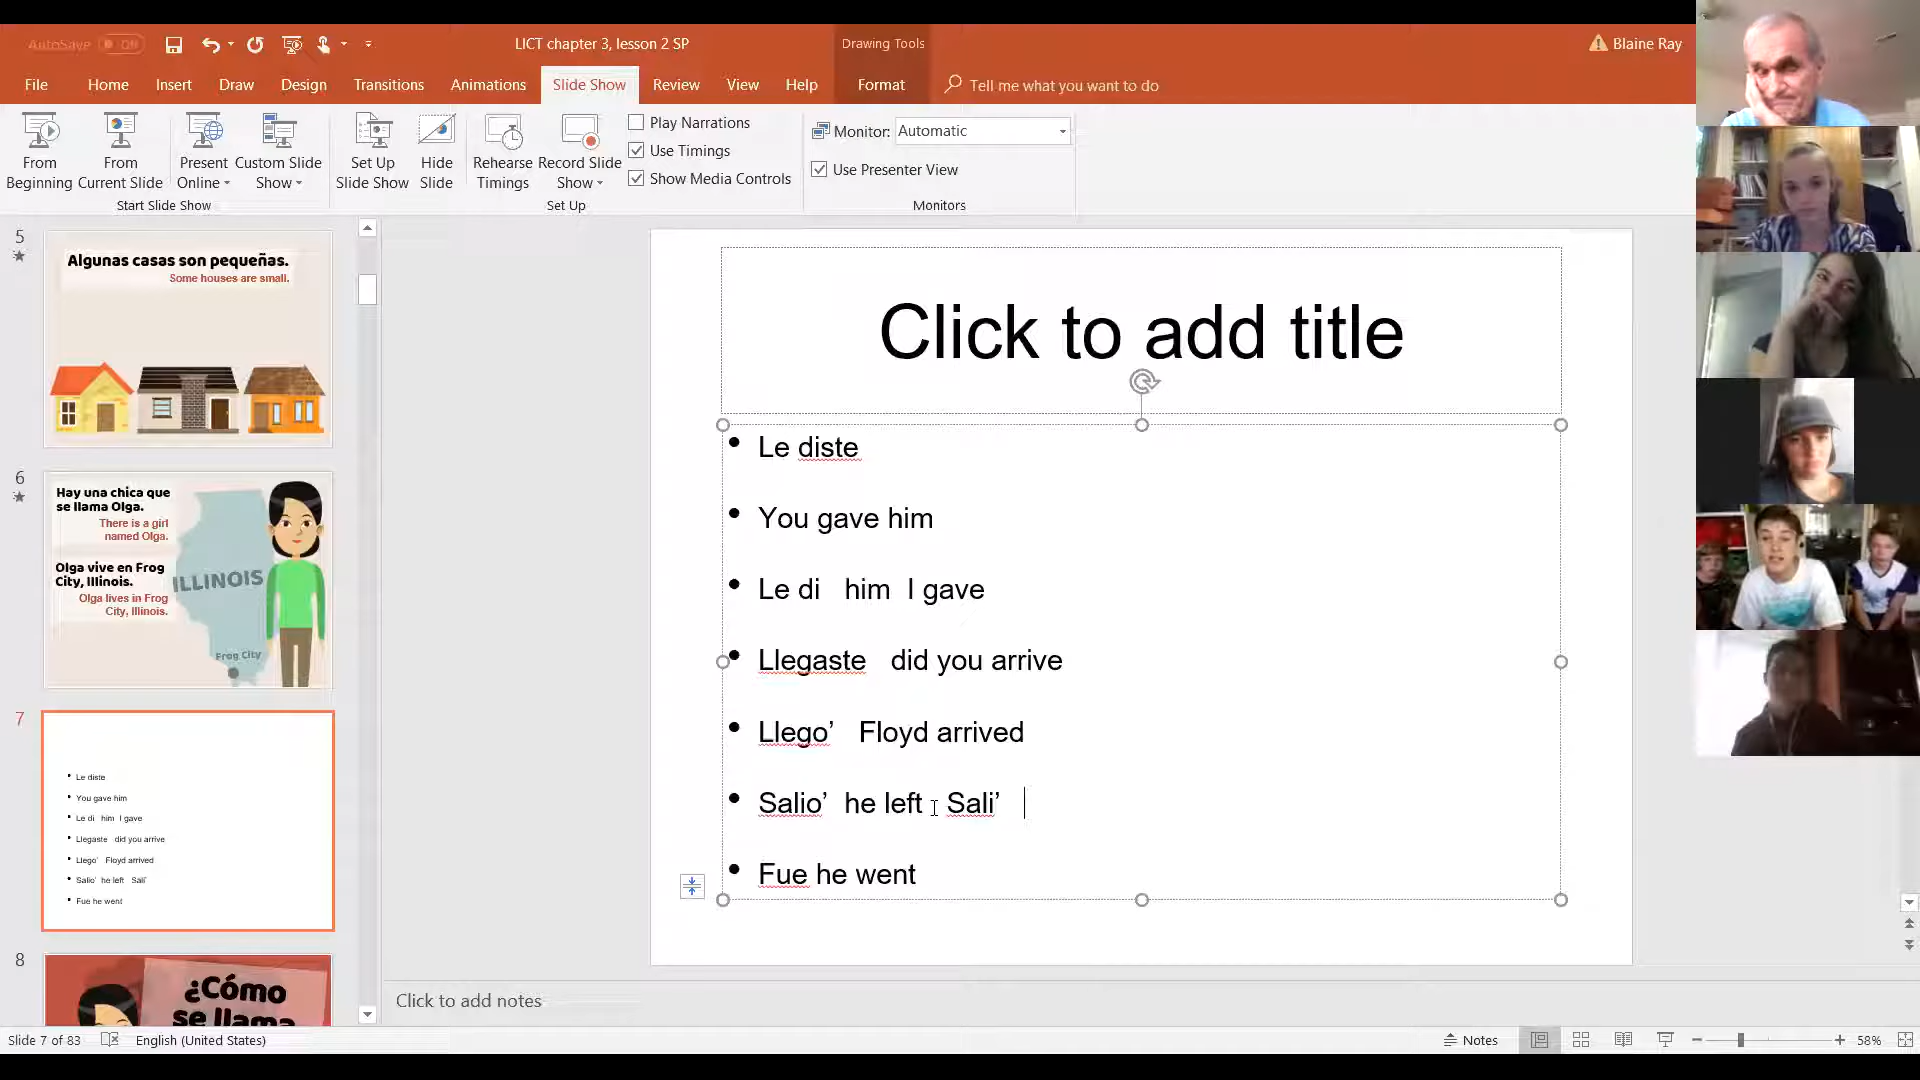 AutoSave Off
LICT chapter 3, lesson 2 SP
Drawing Tools
Blaine Ray
File Home Insert Draw Design Transitions Animations Slide Show Review View Help Format Tell me what you want to do
From Beginning
From Current Slide
Present Online
Custom Slide Show
Start Slide Show
Set Up Slide Show
Hide Slide
Rehearse Timings
Record Slide Show
Play Narrations
Use Timings
Show Media Controls
Set Up
Monitor: Automatic
Use Presenter View
Monitors
5
Algunas casas son pequeñas.
Some houses are small.
6
Hay una chica que
se llama Olga.
There is a girl
named Olga.
Olga vive en Frog
City, Illinois.
Olga lives in Frog
City, Illinois.
ILLINOIS
Frog City
7
• Le diste
• You gave him
• Le di him I gave
• Llegaste did you arrive
• Llego’ Floyd arrived
• Salio’ he left Sali’
• Fue he went
8
¿Cómo
se llama
Click to add title
• Le diste
• You gave him
• Le di him I gave
• Llegaste did you arrive
• Llego’ Floyd arrived
• Salio’ he left Sali’
• Fue he went
Click to add notes
Slide 7 of 83 English (United States) Notes 58%